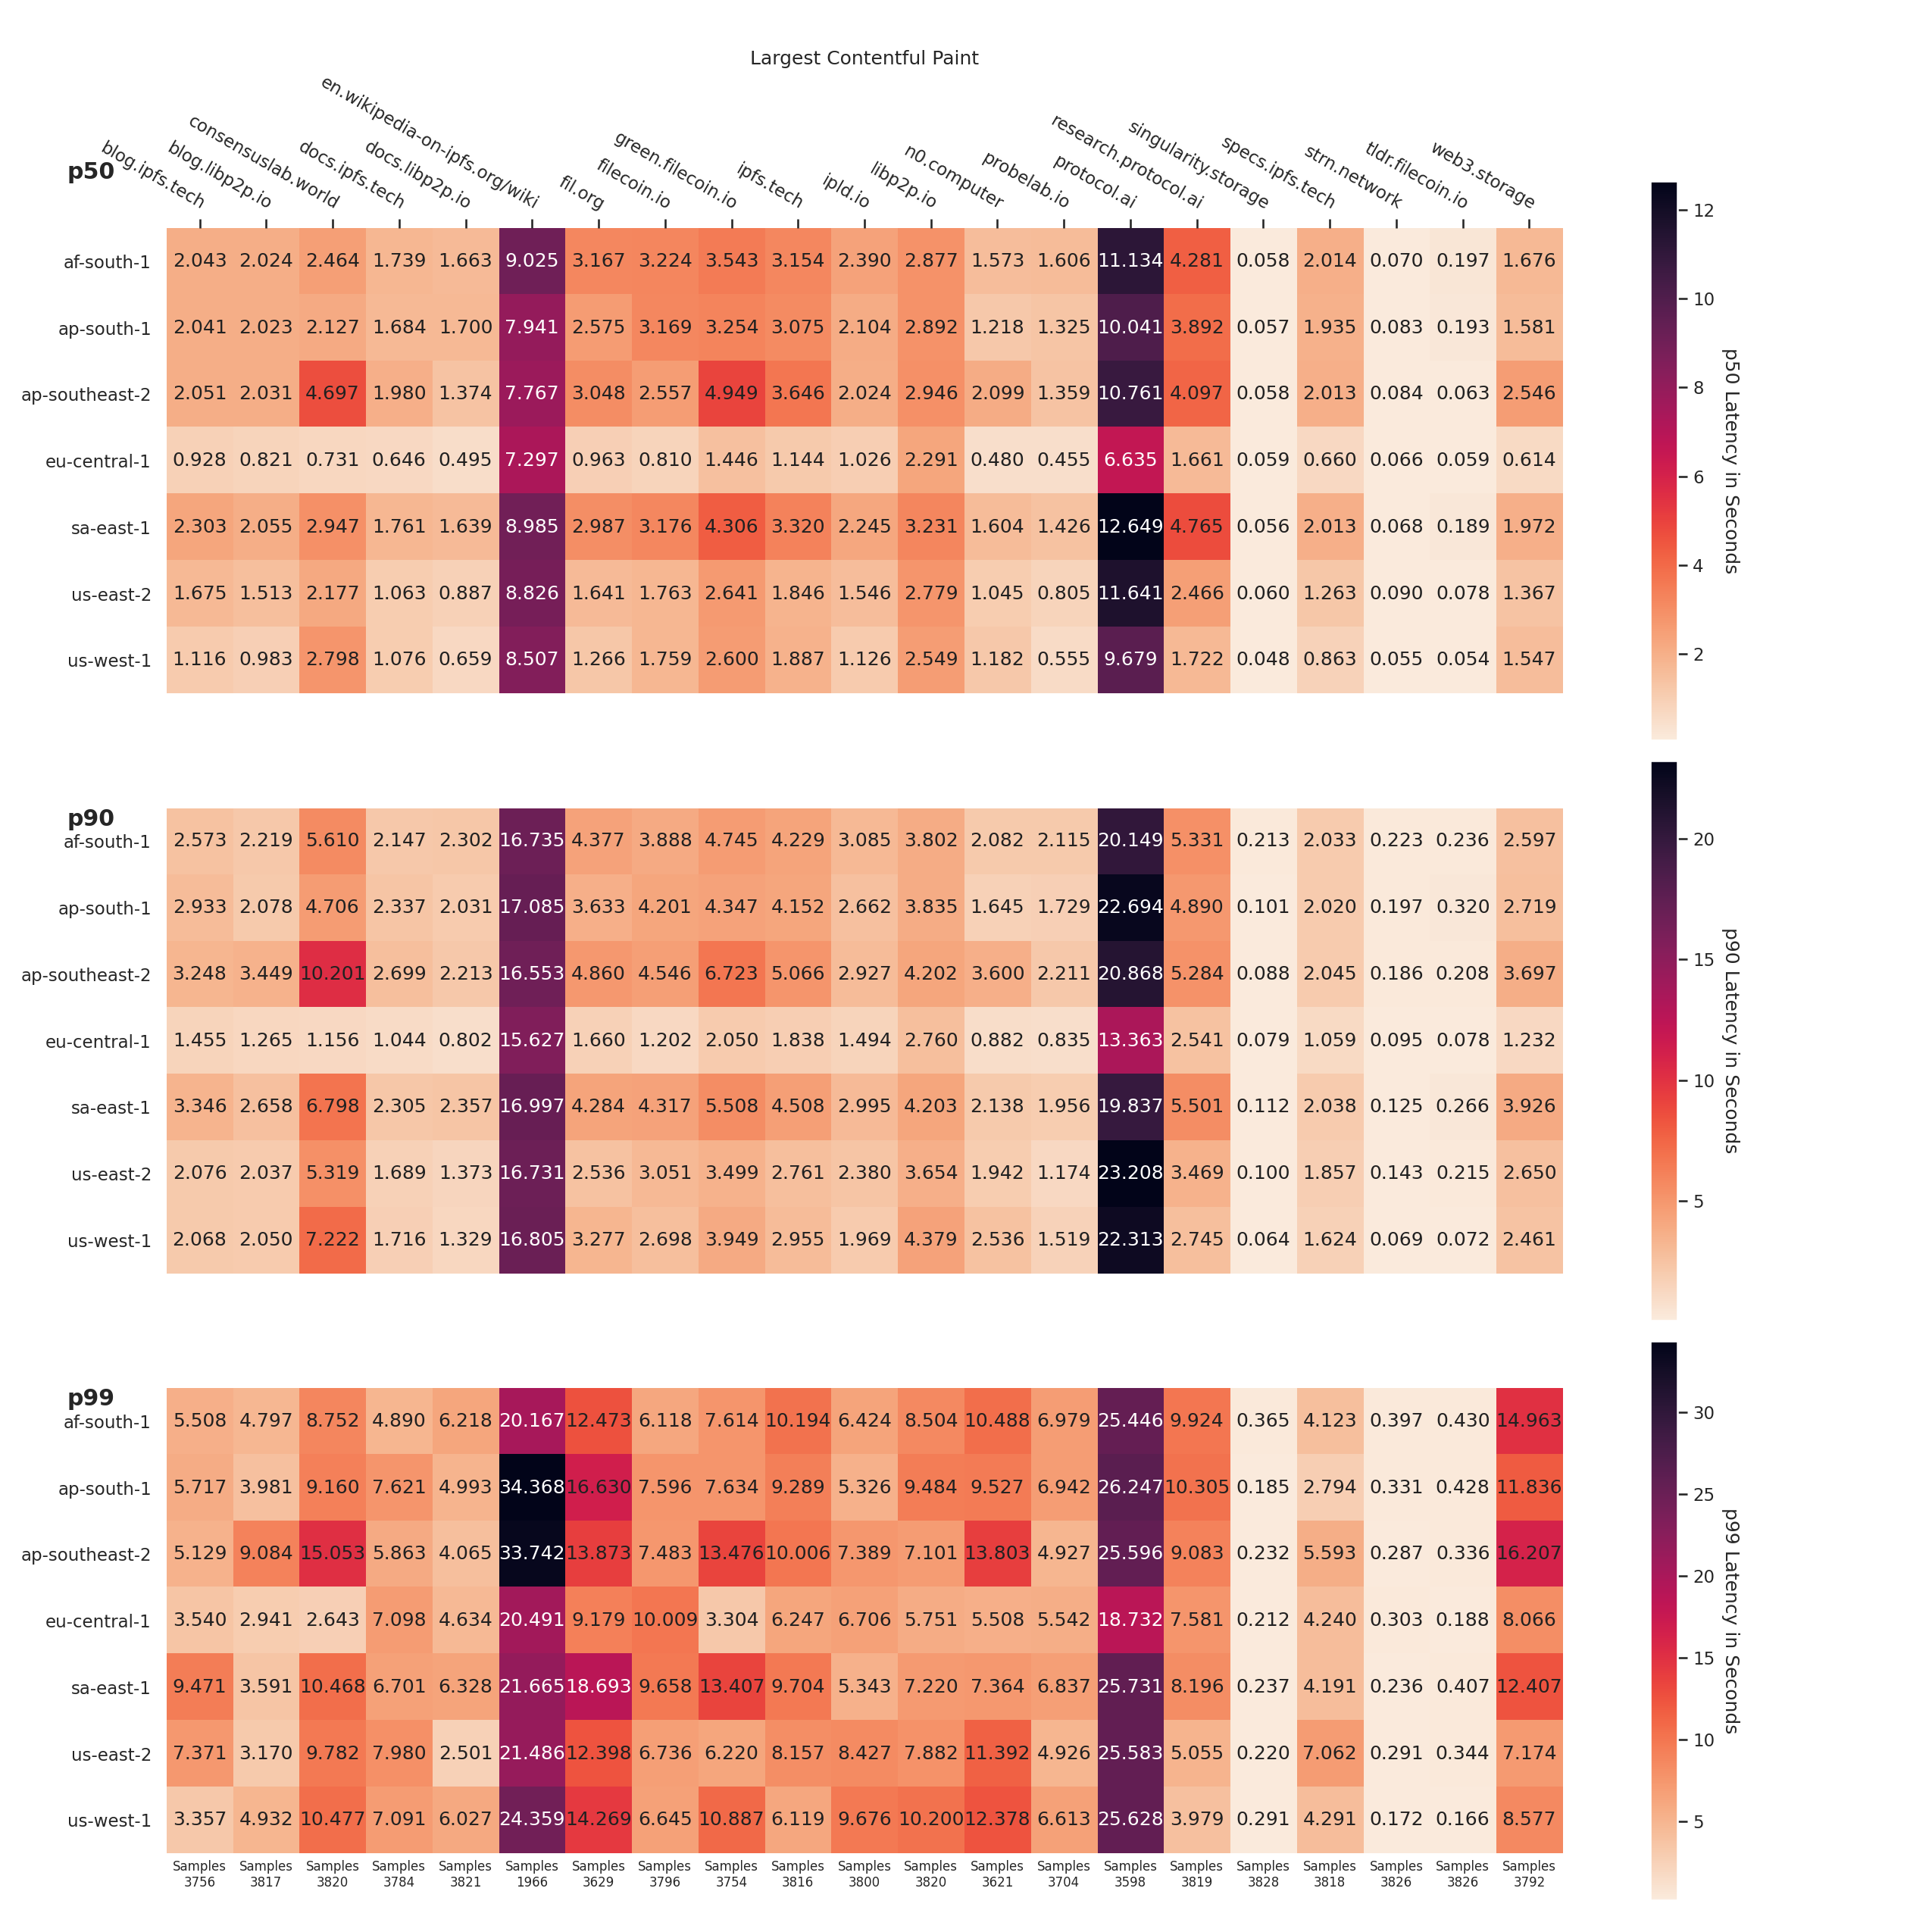 Largest Contentful Paint
p50
blog.ipfs.tech
blog.libp2p.io
consensuslab.world
docs.ipfs.tech
docs.libp2p.io
en.wikipedia-on-ipfs.org/wiki
fil.org
filecoin.io
green.filecoin.io
ipfs.tech
ipld.io
libp2p.io
n0.computer
probelab.io
protocol.ai
research.protocol.ai
singularity.storage
specs.ipfs.tech
strn.network
tldr.filecoin.io
web3.storage
af-south-1 2.043 2.024 2.464 1.739 1.663 9.025 3.167 3.224 3.543 3.154 2.390 2.877 1.573 1.606 11.134 4.281 0.058 2.014 0.070 0.197 1.676
ap-south-1 2.041 2.023 2.127 1.684 1.700 7.941 2.575 3.169 3.254 3.075 2.104 2.892 1.218 1.325 10.041 3.892 0.057 1.935 0.083 0.193 1.581
ap-southeast-2 2.051 2.031 4.697 1.980 1.374 7.767 3.048 2.557 4.949 3.646 2.024 2.946 2.099 1.359 10.761 4.097 0.058 2.013 0.084 0.063 2.546
eu-central-1 0.928 0.821 0.731 0.646 0.495 7.297 0.963 0.810 1.446 1.144 1.026 2.291 0.480 0.455 6.635 1.661 0.059 0.660 0.066 0.059 0.614
sa-east-1 2.303 2.055 2.947 1.761 1.639 8.985 2.987 3.176 4.306 3.320 2.245 3.231 1.604 1.426 12.649 4.765 0.056 2.013 0.068 0.189 1.972
us-east-2 1.675 1.513 2.177 1.063 0.887 8.826 1.641 1.763 2.641 1.846 1.546 2.779 1.045 0.805 11.641 2.466 0.060 1.263 0.090 0.078 1.367
us-west-1 1.116 0.983 2.798 1.076 0.659 8.507 1.266 1.759 2.600 1.887 1.126 2.549 1.182 0.555 9.679 1.722 0.048 0.863 0.055 0.054 1.547
12
10
8
6
4
2
p50 Latency in Seconds
p90
af-south-1 2.573 2.219 5.610 2.147 2.302 16.735 4.377 3.888 4.745 4.229 3.085 3.802 2.082 2.115 20.149 5.331 0.213 2.033 0.223 0.236 2.597
ap-south-1 2.933 2.078 4.706 2.337 2.031 17.085 3.633 4.201 4.347 4.152 2.662 3.835 1.645 1.729 22.694 4.890 0.101 2.020 0.197 0.320 2.719
ap-southeast-2 3.248 3.449 10.201 2.699 2.213 16.553 4.860 4.546 6.723 5.066 2.927 4.202 3.600 2.211 20.868 5.284 0.088 2.045 0.186 0.208 3.697
eu-central-1 1.455 1.265 1.156 1.044 0.802 15.627 1.660 1.202 2.050 1.838 1.494 2.760 0.882 0.835 13.363 2.541 0.079 1.059 0.095 0.078 1.232
sa-east-1 3.346 2.658 6.798 2.305 2.357 16.997 4.284 4.317 5.508 4.508 2.995 4.203 2.138 1.956 19.837 5.501 0.112 2.038 0.125 0.266 3.926
us-east-2 2.076 2.037 5.319 1.689 1.373 16.731 2.536 3.051 3.499 2.761 2.380 3.654 1.942 1.174 23.208 3.469 0.100 1.857 0.143 0.215 2.650
us-west-1 2.068 2.050 7.222 1.716 1.329 16.805 3.277 2.698 3.949 2.955 1.969 4.379 2.536 1.519 22.313 2.745 0.064 1.624 0.069 0.072 2.461
20
15
10
5
p90 Latency in Seconds
p99
af-south-1 5.508 4.797 8.752 4.890 6.218 20.167 12.473 6.118 7.614 10.194 6.424 8.504 10.488 6.979 25.446 9.924 0.365 4.123 0.397 0.430 14.963
ap-south-1 5.717 3.981 9.160 7.621 4.993 34.368 16.630 7.596 7.634 9.289 5.326 9.484 9.527 6.942 26.247 10.305 0.185 2.794 0.331 0.428 11.836
ap-southeast-2 5.129 9.084 15.053 5.863 4.065 33.742 13.873 7.483 13.476 10.006 7.389 7.101 13.803 4.927 25.596 9.083 0.232 5.593 0.287 0.336 16.207
eu-central-1 3.540 2.941 2.643 7.098 4.634 20.491 9.179 10.009 3.304 6.247 6.706 5.751 5.508 5.542 18.732 7.581 0.212 4.240 0.303 0.188 8.066
sa-east-1 9.471 3.591 10.468 6.701 6.328 21.665 18.693 9.658 13.407 9.704 5.343 7.220 7.364 6.837 25.731 8.196 0.237 4.191 0.236 0.407 12.407
us-east-2 7.371 3.170 9.782 7.980 2.501 21.486 12.398 6.736 6.220 8.157 8.427 7.882 11.392 4.926 25.583 5.055 0.220 7.062 0.291 0.344 7.174
us-west-1 3.357 4.932 10.477 7.091 6.027 24.359 14.269 6.645 10.887 6.119 9.676 10.200 12.378 6.613 25.628 3.979 0.291 4.291 0.172 0.166 8.577
Samples Samples Samples Samples Samples Samples Samples Samples Samples Samples Samples Samples Samples Samples Samples Samples Samples Samples Samples Samples Samples
3756 3817 3820 3784 3821 1966 3629 3796 3754 3816 3800 3820 3621 3704 3598 3819 3828 3818 3826 3826 3792
30
25
20
15
10
5
p99 Latency in Seconds